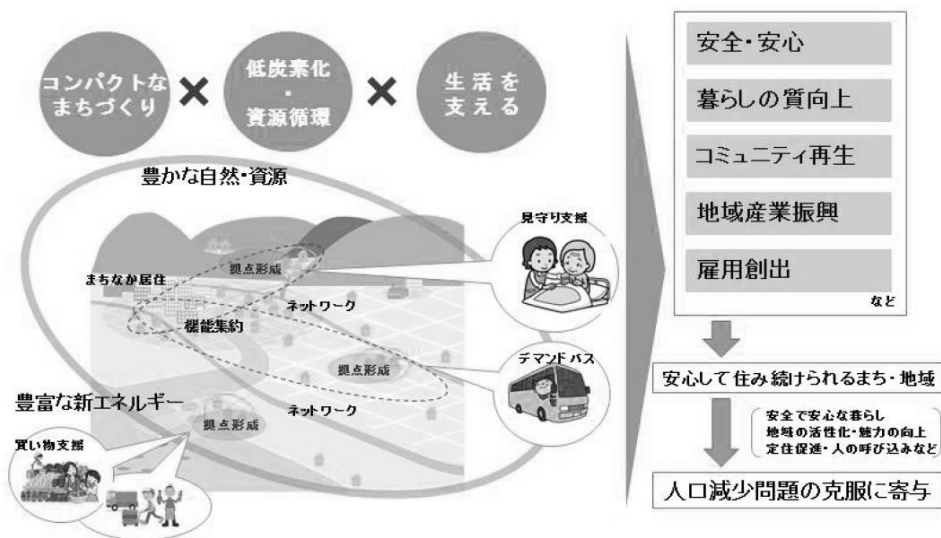 コンパクトな
まちづくり
×
低炭素化
・
資源循環
×
生活を
支える
豊かな自然・資源
見守り支援
拠点形成
まちなか居住
ネットワーク
機能集約
デマンドバス
拠点形成
豊富な新エネルギー
ネットワーク
拠点形成
買い物支援
安全・安心
暮らしの質向上
コミュニティ再生
地域産業振興
雇用創出
など
安心して住み続けられるまち・地域
安全で安心な暮らし
地域の活性化・魅力の向上
定住促進・人の呼び込みなど
人口減少問題の克服に寄与